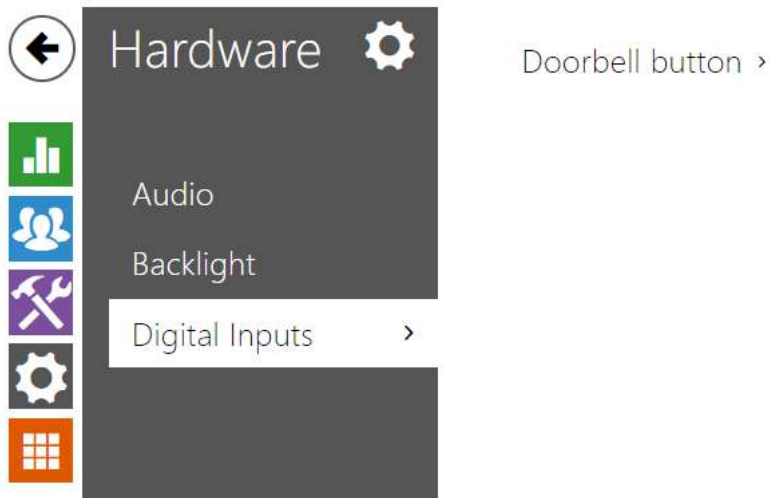 Hardware
Doorbell button ›
Audio
Backlight
Digital Inputs ›